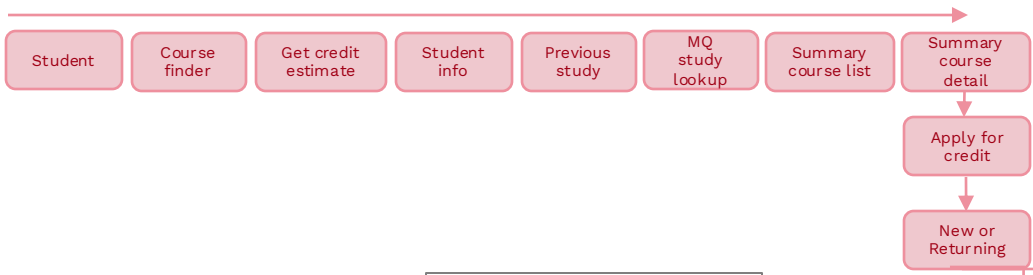 Student
Course
finder
Get credit
estimate
Student
info
Previous
study
MQ
study
lookup
Summary
course list
Summary
course
detail
Apply for
credit
New or
Returning